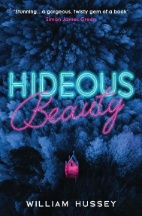 "Stunning ... a gorgeous, twisty gem of a book"
Simon James Green
HIDEOUS
Beauty
WILLIAM HUSSEY